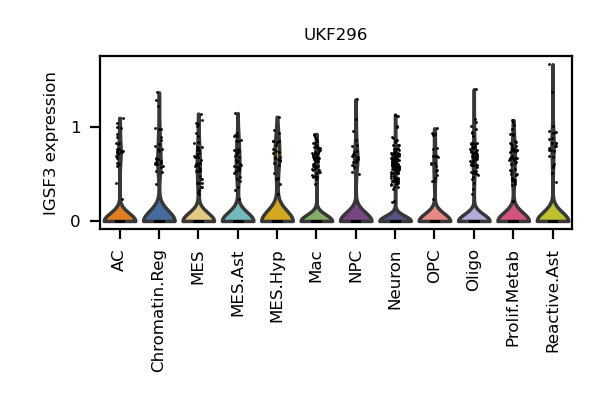 UKF296
IGSF3 expression
1
0
AC
Chromatin.Reg
MES
MES.Ast
MES.Hyp
Mac
NPC
Neuron
OPC
Oligo
Prolif.Metab
Reactive.Ast